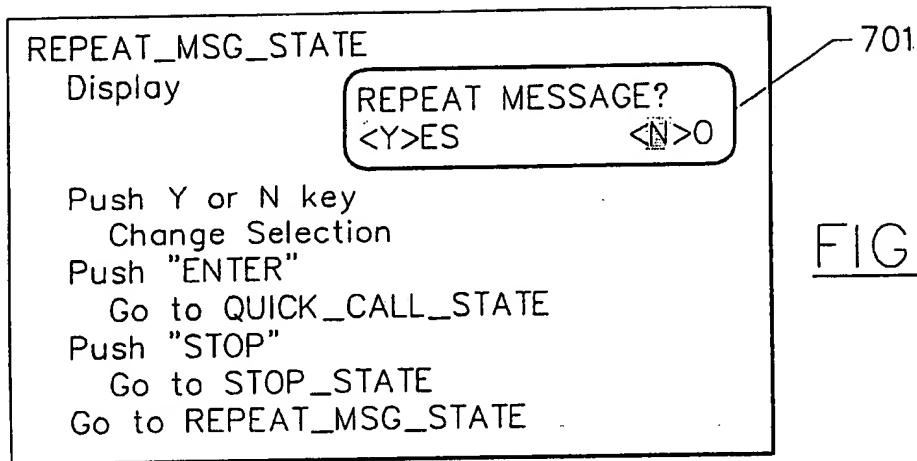 REPEAT_MSG_STATE
Display
REPEAT MESSAGE?
<Y>ES <N>O
701
Push Y or N key
Change Selection
Push "ENTER"
Go to QUICK_CALL_STATE
Push "STOP"
Go to STOP_STATE
Go to REPEAT_MSG_STATE
FIG